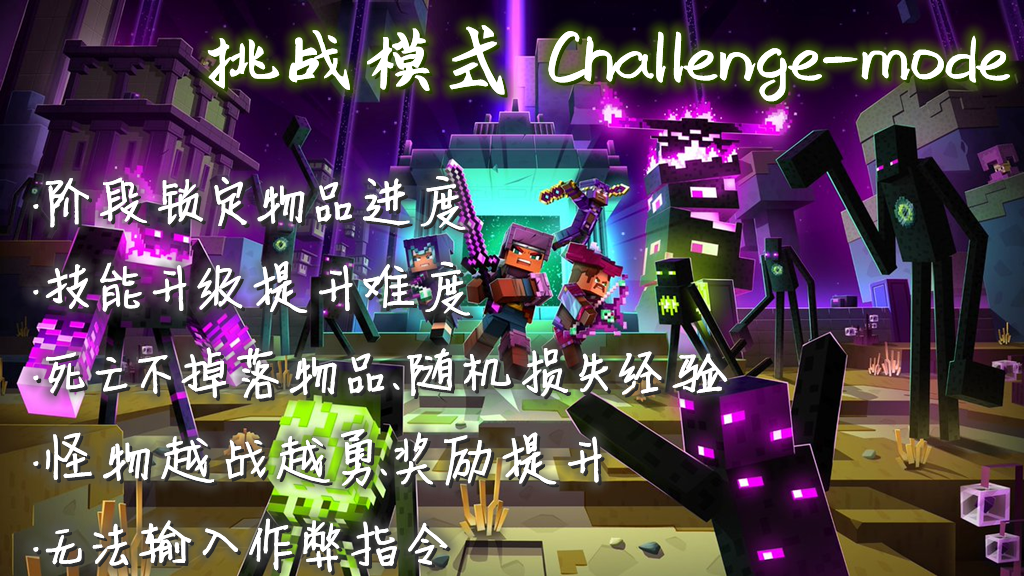 挑战模式 Challenge-mode
·阶段锁定物品进度
·技能升级提升难度
·死亡不掉落物品、随机损失经验
·怪物越战越勇、奖励提升
·无法输入作弊指令